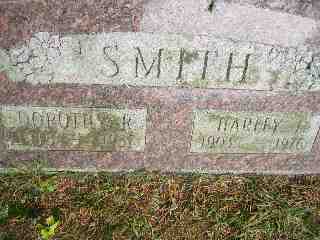 SMITH
DOROTHY R.
HARLEY
1903 1976